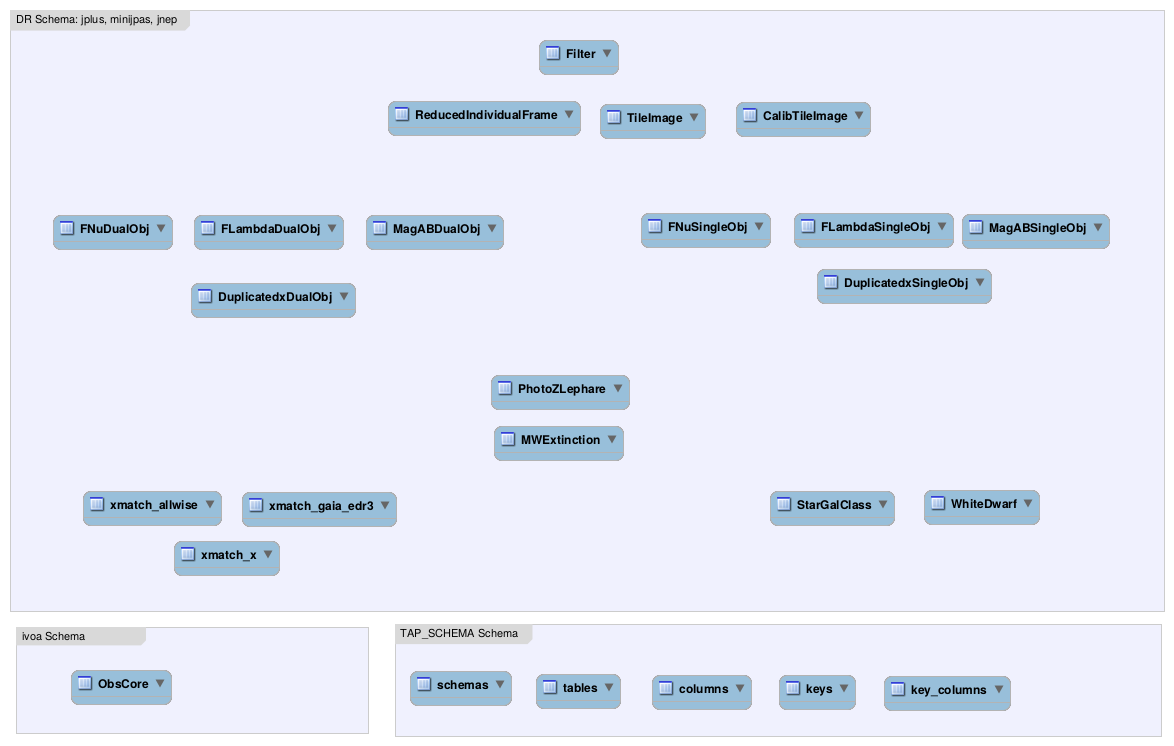 DR Schema: jplus, minijpas, jnep
Filter
ReducedIndividualFrame
TileImage
CalibTileImage
FNuDualObj
FLambdaDualObj
MagABDualObj
FNuSingleObj
FLambdaSingleObj
MagABSingleObj
DuplicatedxDualObj
DuplicatedxSingleObj
PhotoZLephare
MWExtinction
xmatch_allwise
xmatch_gaia_edr3
StarGalClass
WhiteDwarf
xmatch_x
ivoa Schema
ObsCore
TAP_SCHEMA Schema
schemas
tables
columns
keys
key_columns